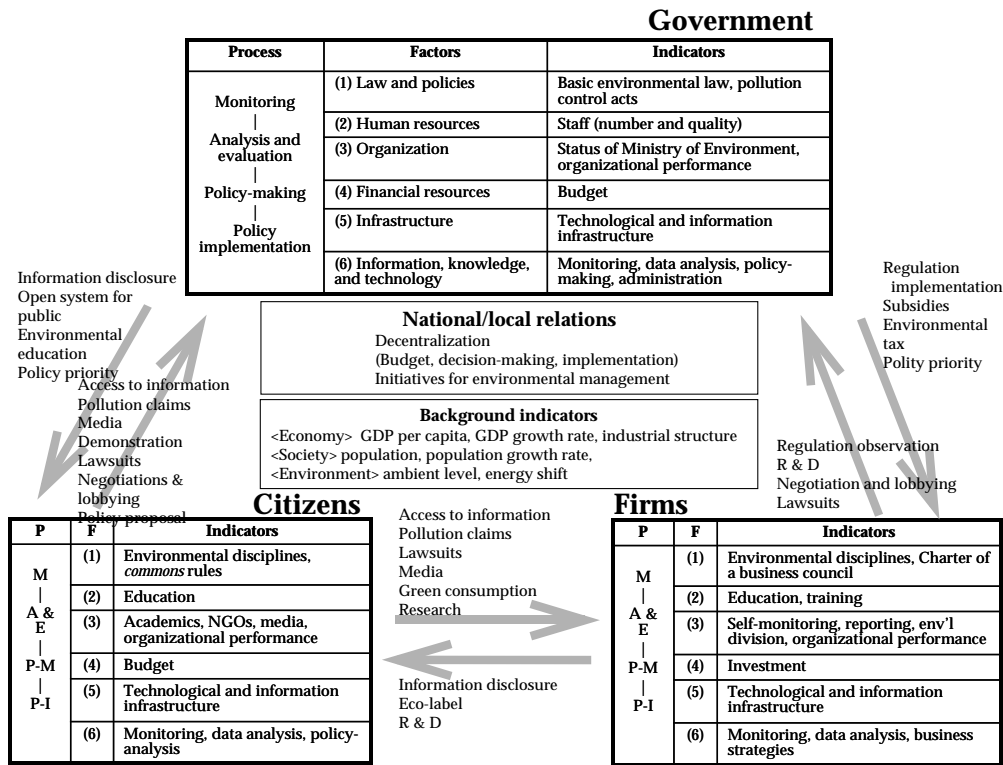 Government
Process Factors Indicators
Monitoring
|
Analysis and
evaluation
|
Policy-making
|
Policy
implementation
(1) Law and policies Basic environmental law, pollution
control acts
(2) Human resources Staff (number and quality)
(3) Organization Status of Ministry of Environment,
organizational performance
(4) Financial resources Budget
(5) Infrastructure Technological and information
infrastructure
(6) Information, knowledge, Monitoring, data analysis, policy-
and technology making, administration
Information disclosure
Open system for
public
Environmental
education
Policy priority
Access to information
Pollution claims
Media
Demonstration
Lawsuits
Negotiations &
lobbying
Policy proposal
National/local relations
Decentralization
(Budget, decision-making, implementation)
Initiatives for environmental management
Background indicators
<Economy> GDP per capita, GDP growth rate, industrial structure
<Society> population, population growth rate,
<Environment> ambient level, energy shift
Regulation
implementation
Subsidies
Environmental
tax
Polity priority
Regulation observation
R & D
Negotiation and lobbying
Lawsuits
Citizens
P F Indicators
M
|
A &
E
|
P-M
|
P-I
(1) Environmental disciplines,
commons rules
(2) Education
(3) Academics, NGOs, media,
organizational performance
(4) Budget
(5) Technological and information
infrastructure
(6) Monitoring, data analysis, policy-
analysis
Access to information
Pollution claims
Lawsuits
Media
Green consumption
Research
Information disclosure
Eco-label
R & D
Firms
P F Indicators
M
|
A &
E
|
P-M
|
P-I
(1) Environmental disciplines, Charter of
a business council
(2) Education, training
(3) Self-monitoring, reporting, env'l
division, organizational performance
(4) Investment
(5) Technological and information
infrastructure
(6) Monitoring, data analysis, business
strategies